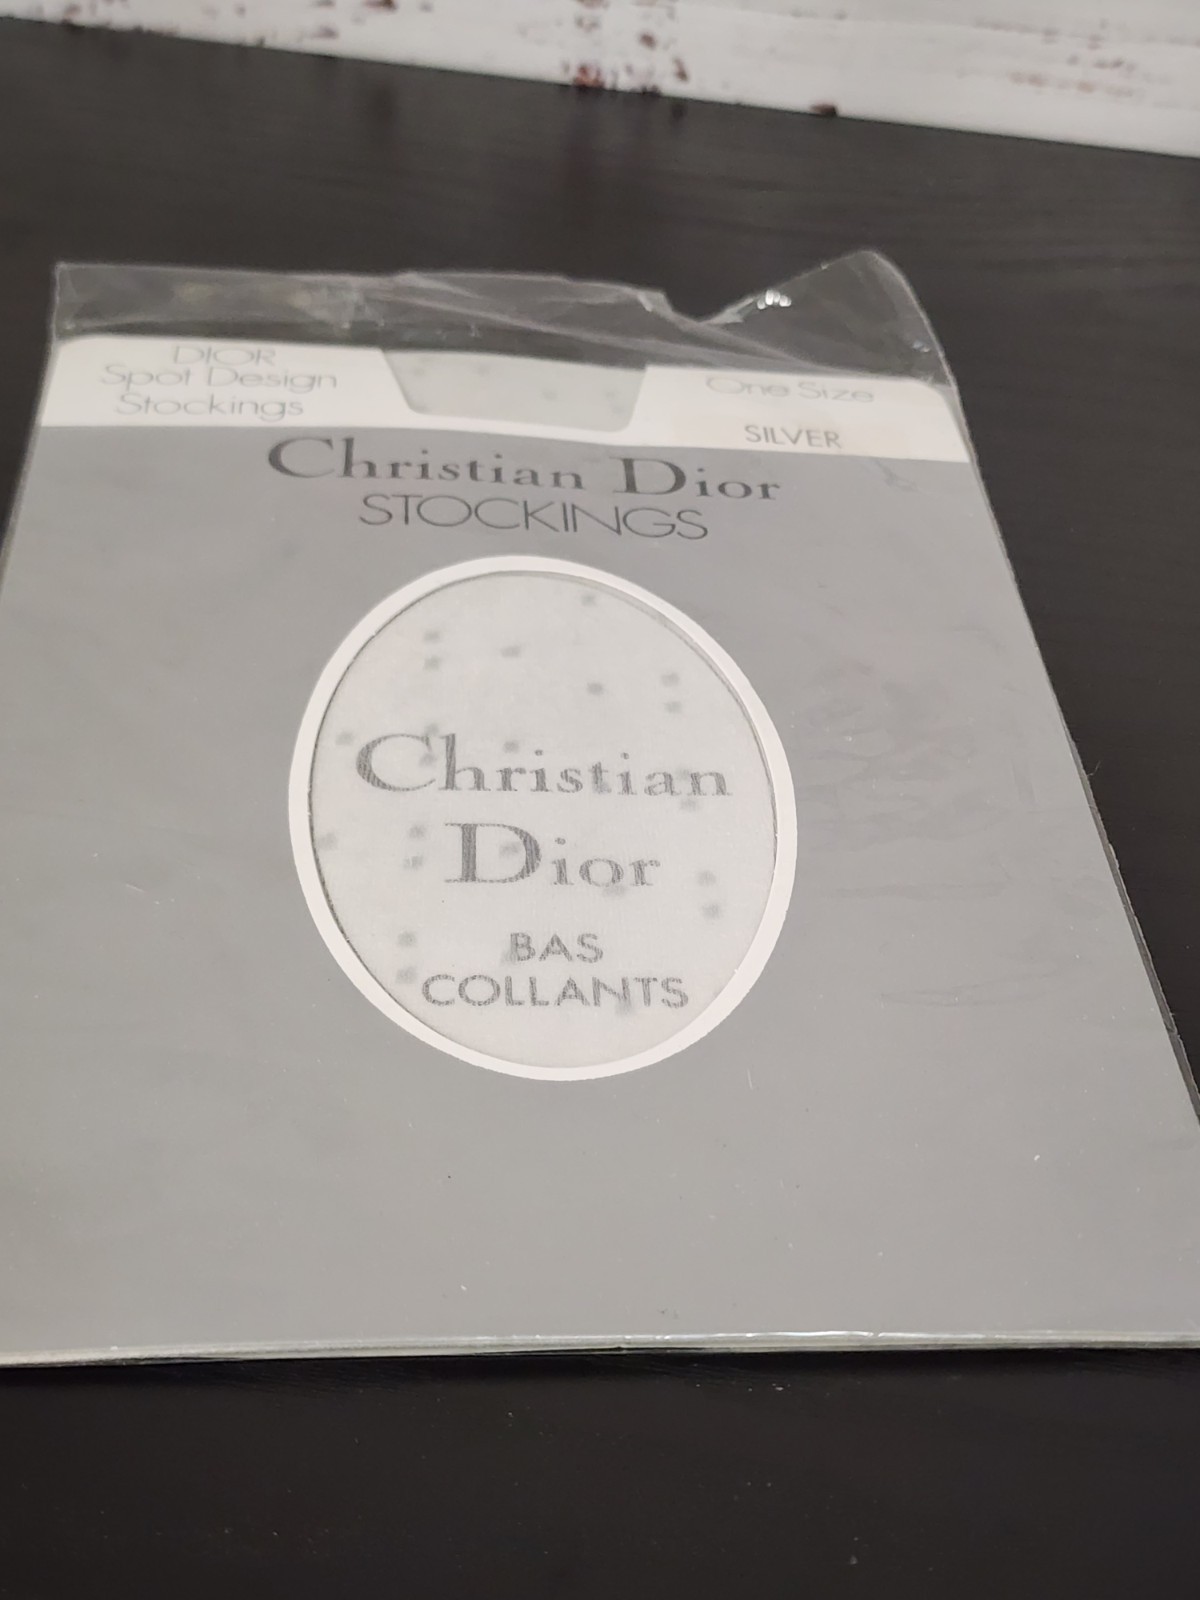 DIOR
Spot Design
Stockings
One Size
SILVER
Christian Dior
STOCKINGS
Christian
Dior
BAS
COLLANTS